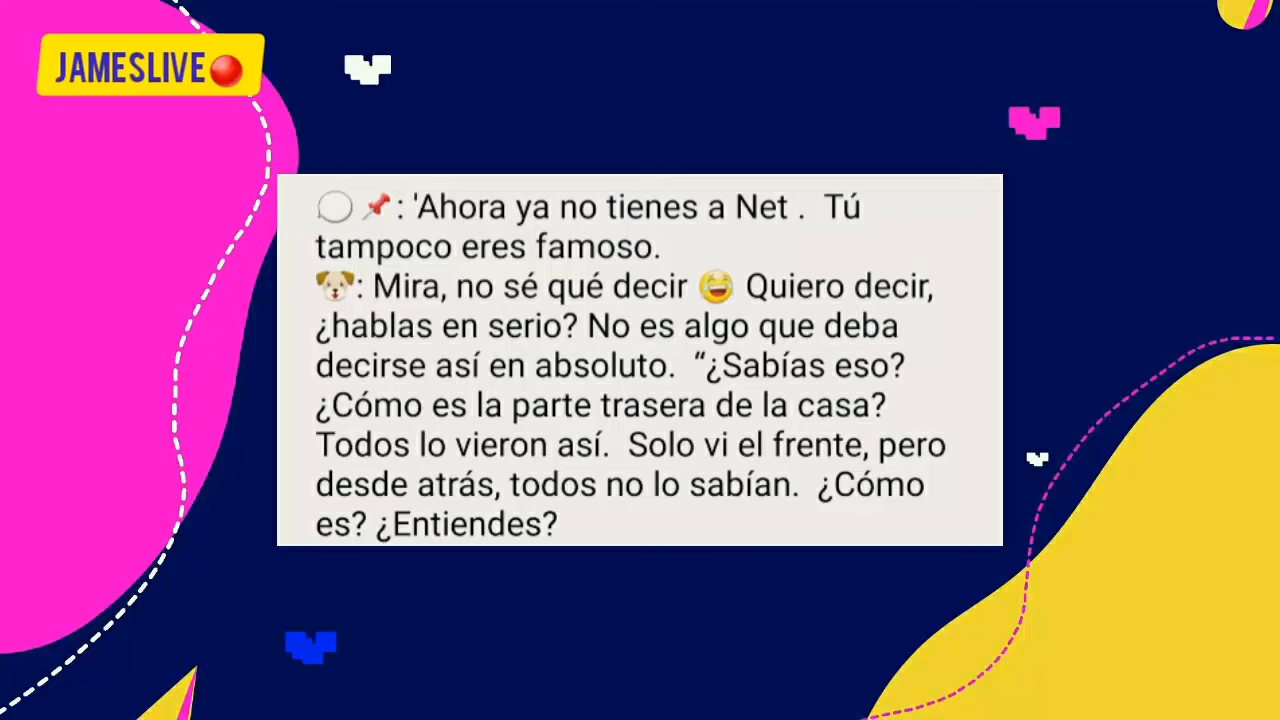 JAMESLIVE🔴
💬📌: 'Ahora ya no tienes a Net .  Tú
tampoco eres famoso.
🐶: Mira, no sé qué decir 😂 Quiero decir,
¿hablas en serio? No es algo que deba
decirse así en absoluto.  “¿Sabías eso?
¿Cómo es la parte trasera de la casa?
Todos lo vieron así.  Solo vi el frente, pero
desde atrás, todos no lo sabían.  ¿Cómo
es? ¿Entiendes?